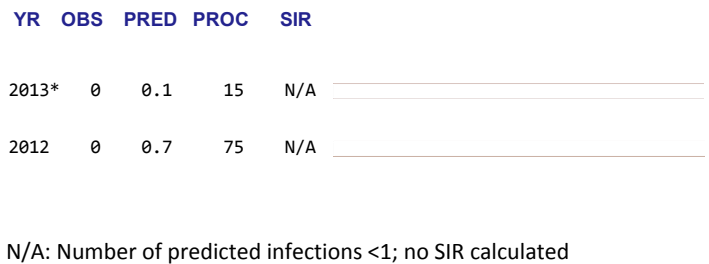 YR OBS PRED PROC SIR
2013* 0 0.1 15 N/A
2012 0 0.7 75 N/A
N/A: Number of predicted infections <1; no SIR calculated